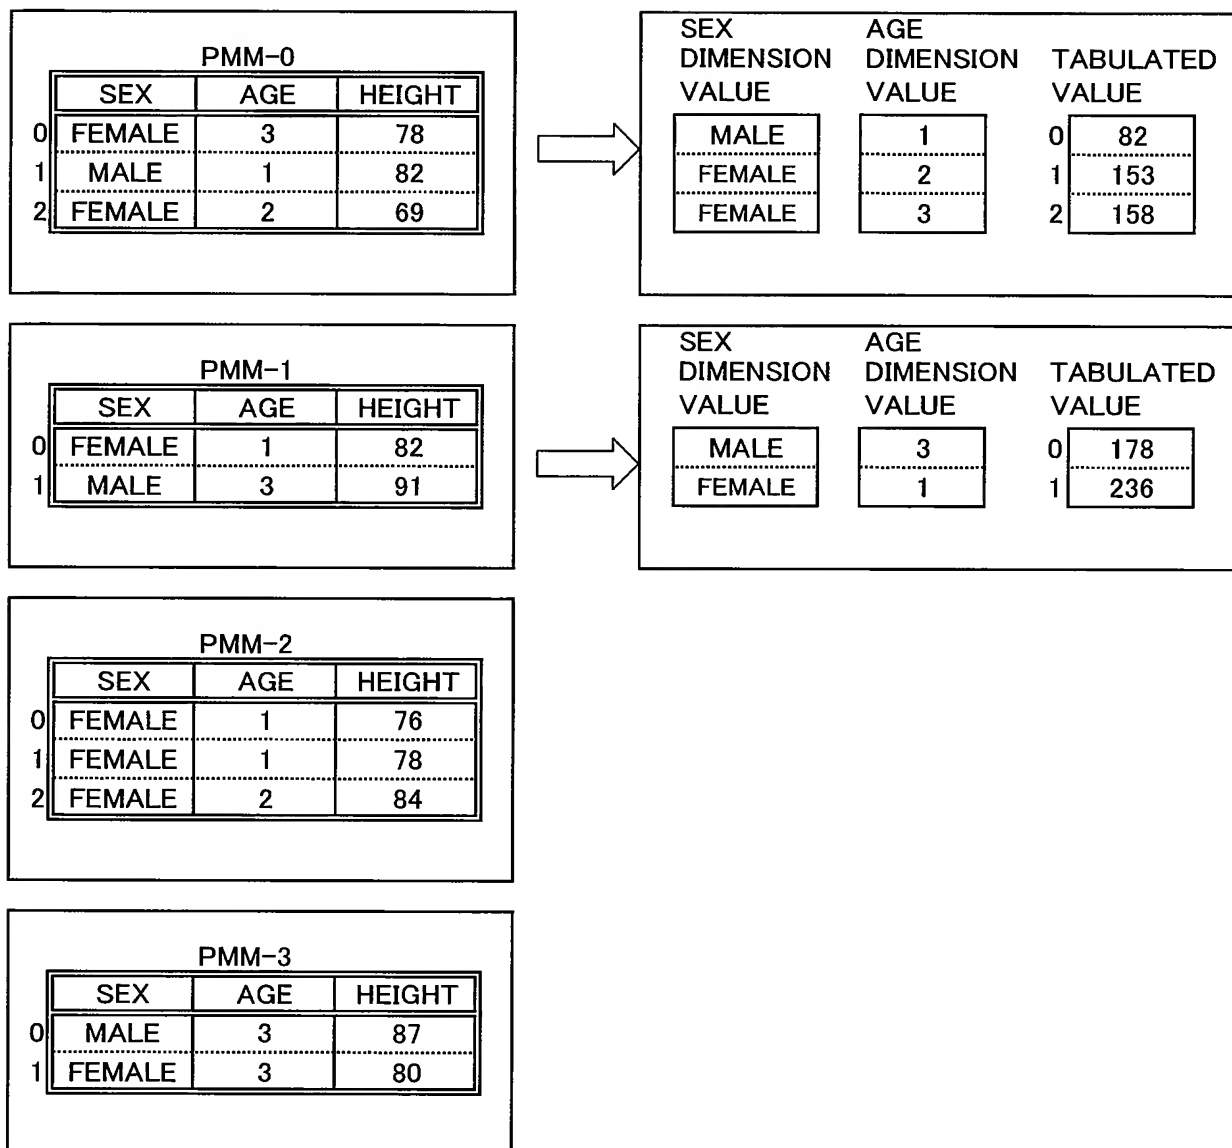 PMM-0
SEX AGE HEIGHT
0 FEMALE 3 78
1 MALE 1 82
2 FEMALE 2 69
SEX DIMENSION VALUE
AGE DIMENSION VALUE
TABULATED VALUE
MALE 1 0 82
FEMALE 2 1 153
FEMALE 3 2 158
PMM-1
SEX AGE HEIGHT
0 FEMALE 1 82
1 MALE 3 91
SEX DIMENSION VALUE
AGE DIMENSION VALUE
TABULATED VALUE
MALE 3 0 178
FEMALE 1 1 236
PMM-2
SEX AGE HEIGHT
0 FEMALE 1 76
1 FEMALE 1 78
2 FEMALE 2 84
PMM-3
SEX AGE HEIGHT
0 MALE 3 87
1 FEMALE 3 80